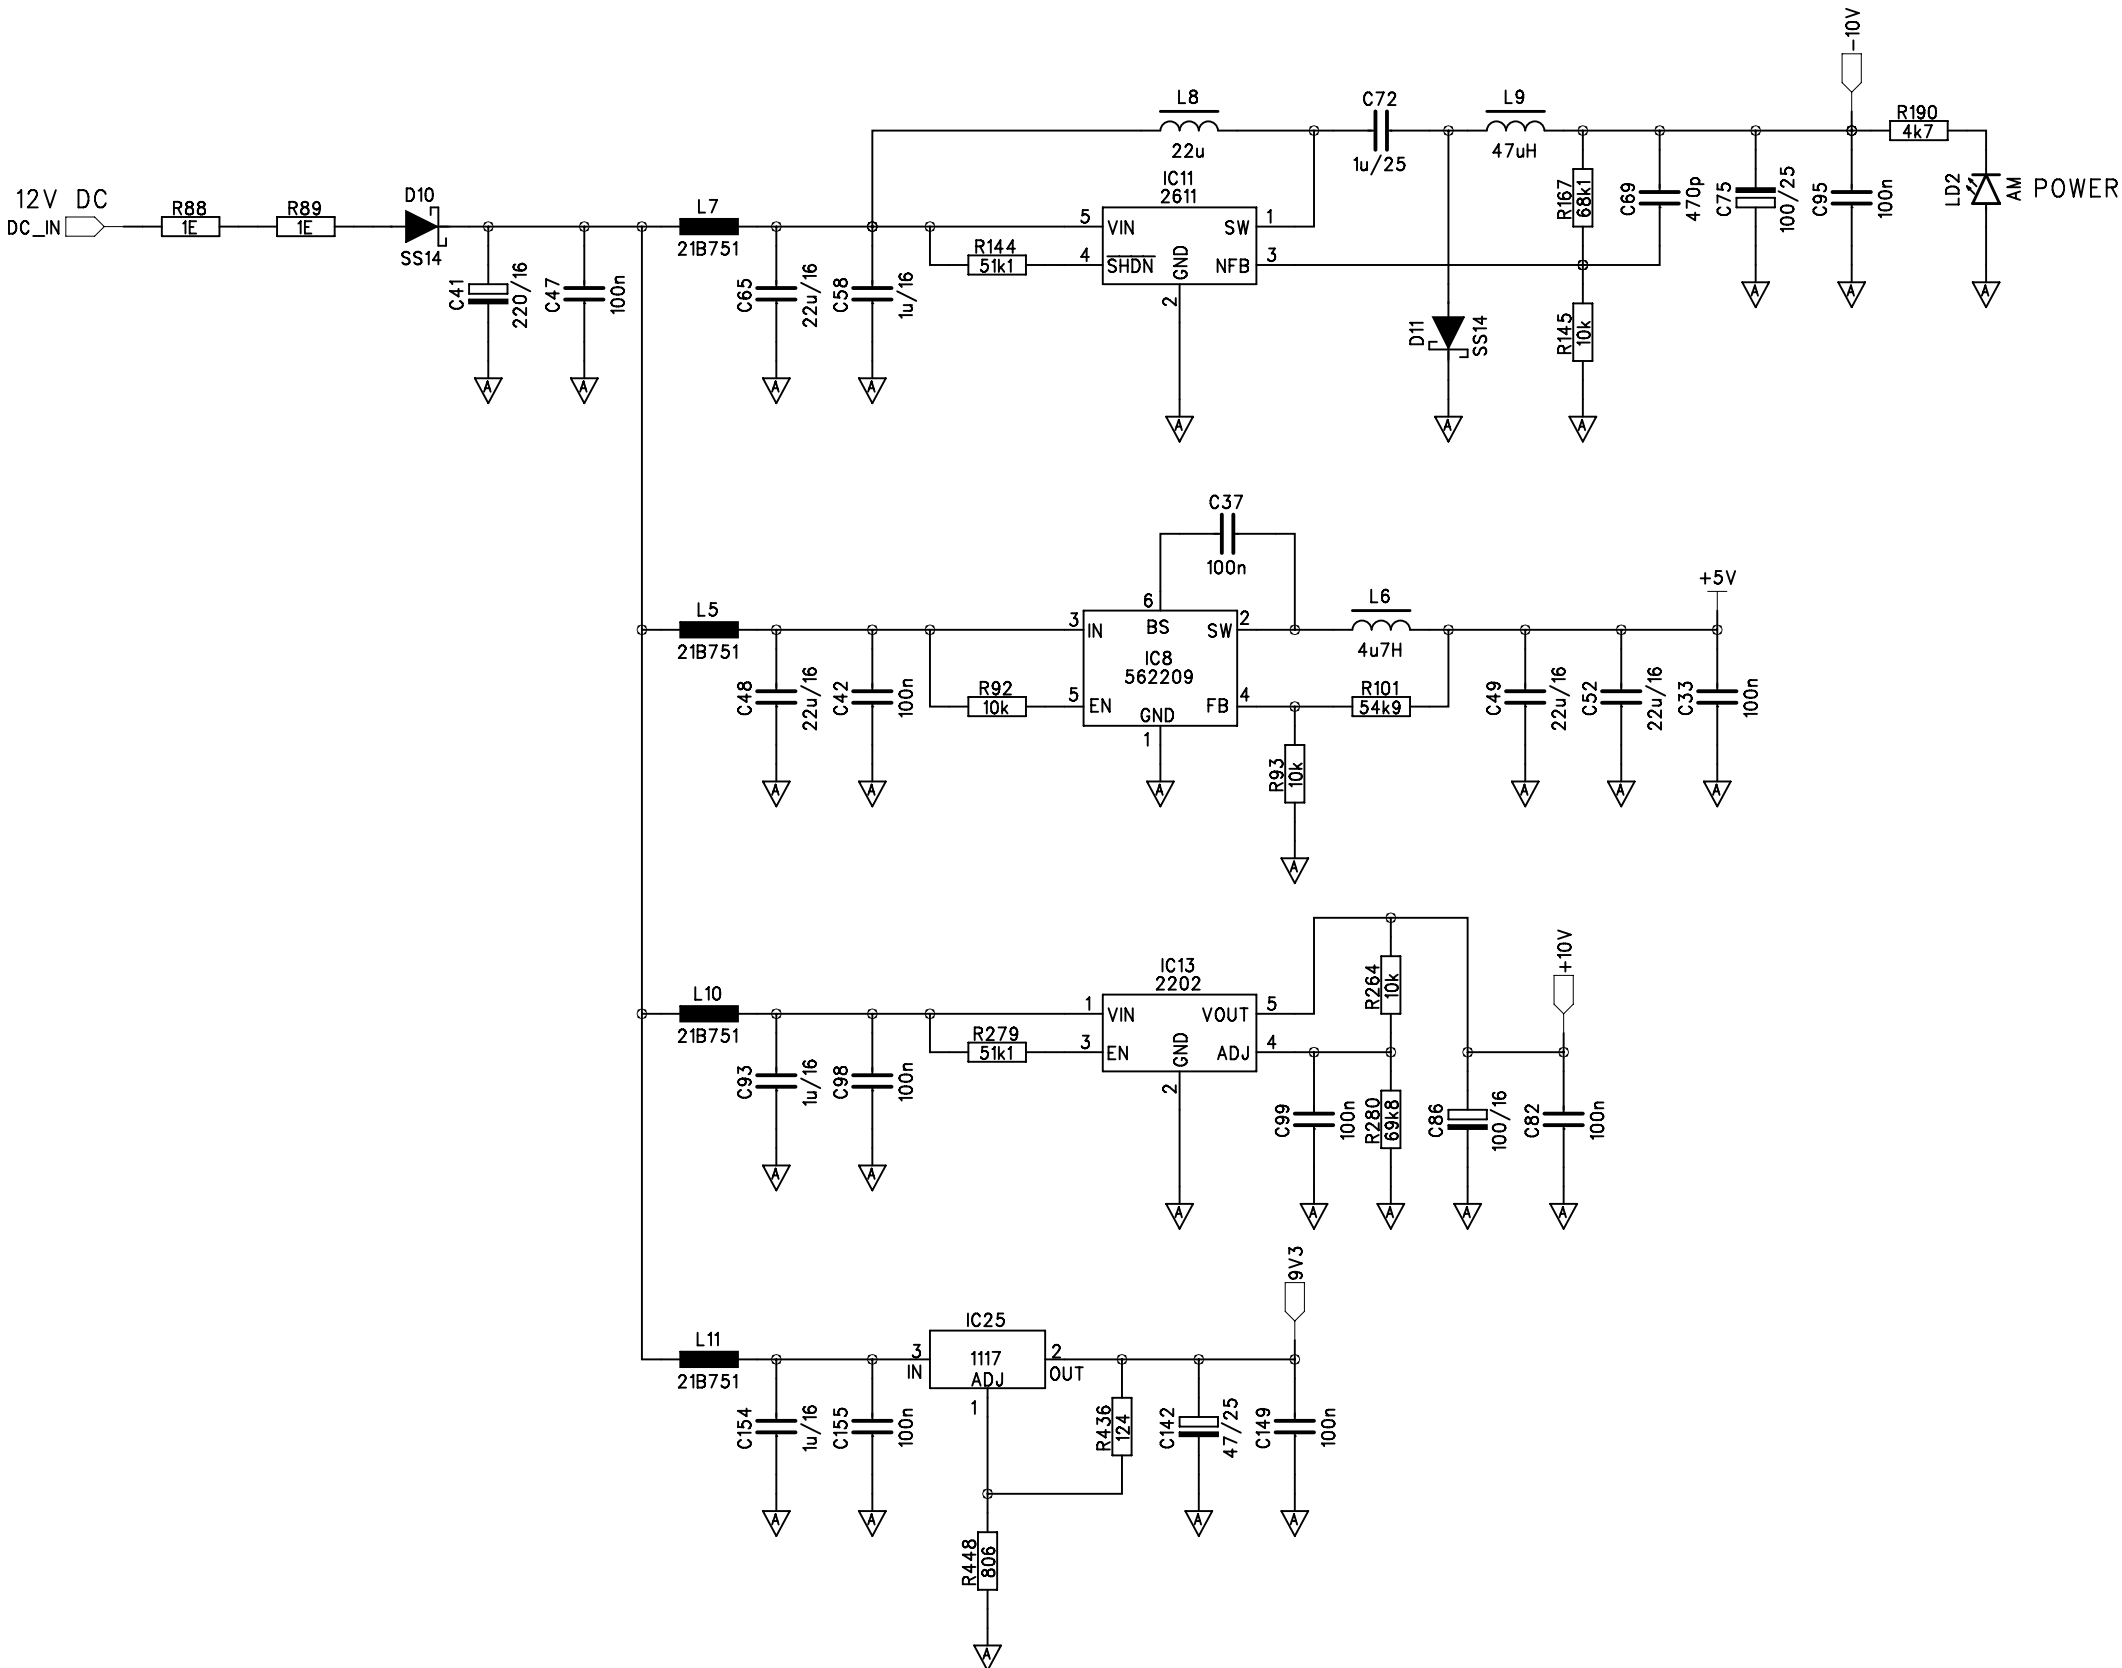 12V DC
DC_IN
R88
1E
R89
1E
D10
SS14
C41
220/16
C47
100n
L7
21B751
C65
22u/16
C58
1u/16
R144
51k1
L8
22u
IC11
2611
5
VIN
SW
1
4
SHDN
GND
NFB
3
2
C72
1u/25
L9
47uH
D11
SS14
R167
68k1
R145
10k
C69
470p
C75
100/25
C95
100n
-10V
R190
4k7
LD2
AM
POWER
A
A
A
A
A
A
A
A
A
A
L5
21B751
C48
22u/16
C42
100n
R92
10k
C37
100n
6
BS
3
IN
SW
2
IC8
562209
5
EN
FB
4
GND
1
L6
4u7H
R101
54k9
R93
10k
C49
22u/16
C52
22u/16
C33
100n
+5V
A
A
A
A
A
A
A
L10
21B751
C93
1u/16
C98
100n
R279
51k1
IC13
2202
1
VIN
VOUT
5
3
EN
GND
ADJ
4
2
R264
10k
C99
100n
R280
69k8
C86
100/16
C82
100n
+10V
A
A
A
A
A
A
A
L11
21B751
C154
1u/16
C155
100n
IC25
3
IN
1117
ADJ
2
OUT
1
R436
124
C142
47/25
C149
100n
9V3
R448
806
A
A
A
A
A